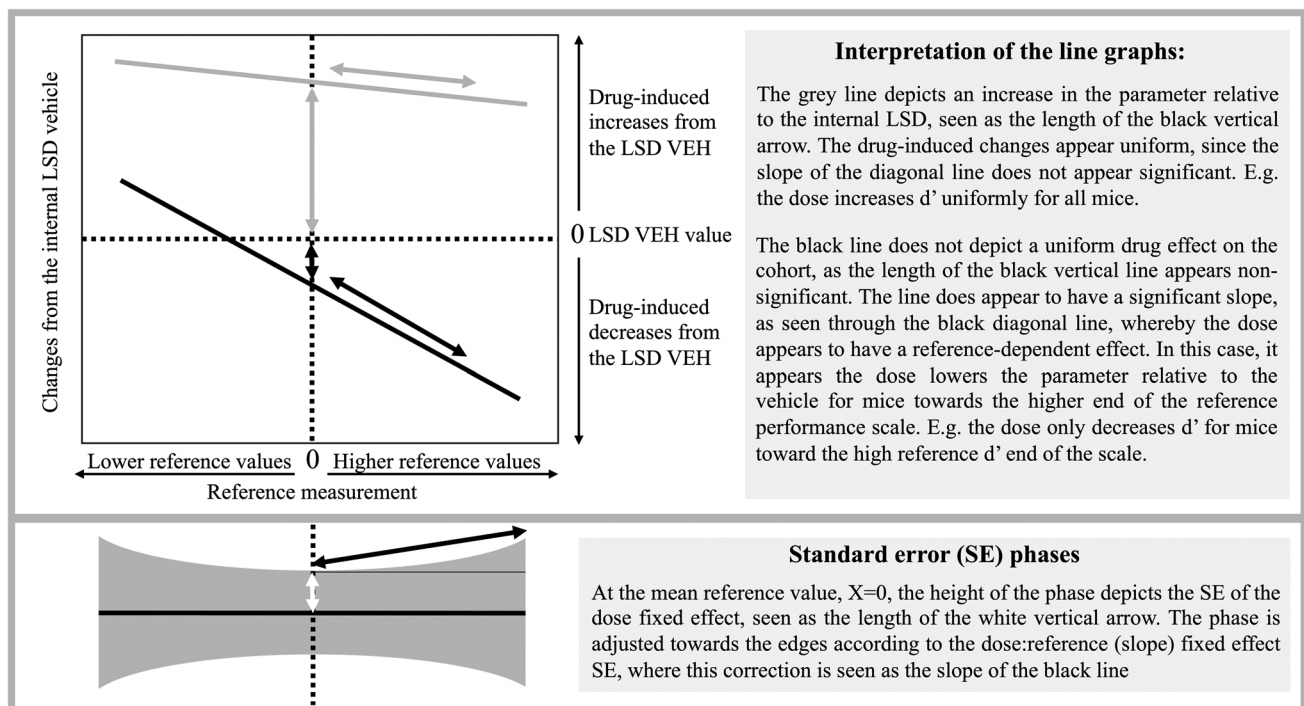 Changes from the internal LSD vehicle
Drug-induced
increases from
the LSD VEH
0 LSD VEH value
Drug-induced
decreases from
the LSD VEH
Lower reference values 0 Higher reference values
Reference measurement
Interpretation of the line graphs:
The grey line depicts an increase in the parameter relative
to the internal LSD, seen as the length of the black vertical
arrow. The drug-induced changes appear uniform, since the
slope of the diagonal line does not appear significant. E.g.
the dose increases d’ uniformly for all mice.
The black line does not depict a uniform drug effect on the
cohort, as the length of the black vertical line appears non-
significant. The line does appear to have a significant slope,
as seen through the black diagonal line, whereby the dose
appears to have a reference-dependent effect. In this case, it
appears the dose lowers the parameter relative to the
vehicle for mice towards the higher end of the reference
performance scale. E.g. the dose only decreases d’ for mice
toward the high reference d’ end of the scale.
Standard error (SE) phases
At the mean reference value, X=0, the height of the phase depicts the SE of the
dose fixed effect, seen as the length of the white vertical arrow. The phase is
adjusted towards the edges according to the dose:reference (slope) fixed effect
SE, where this correction is seen as the slope of the black line